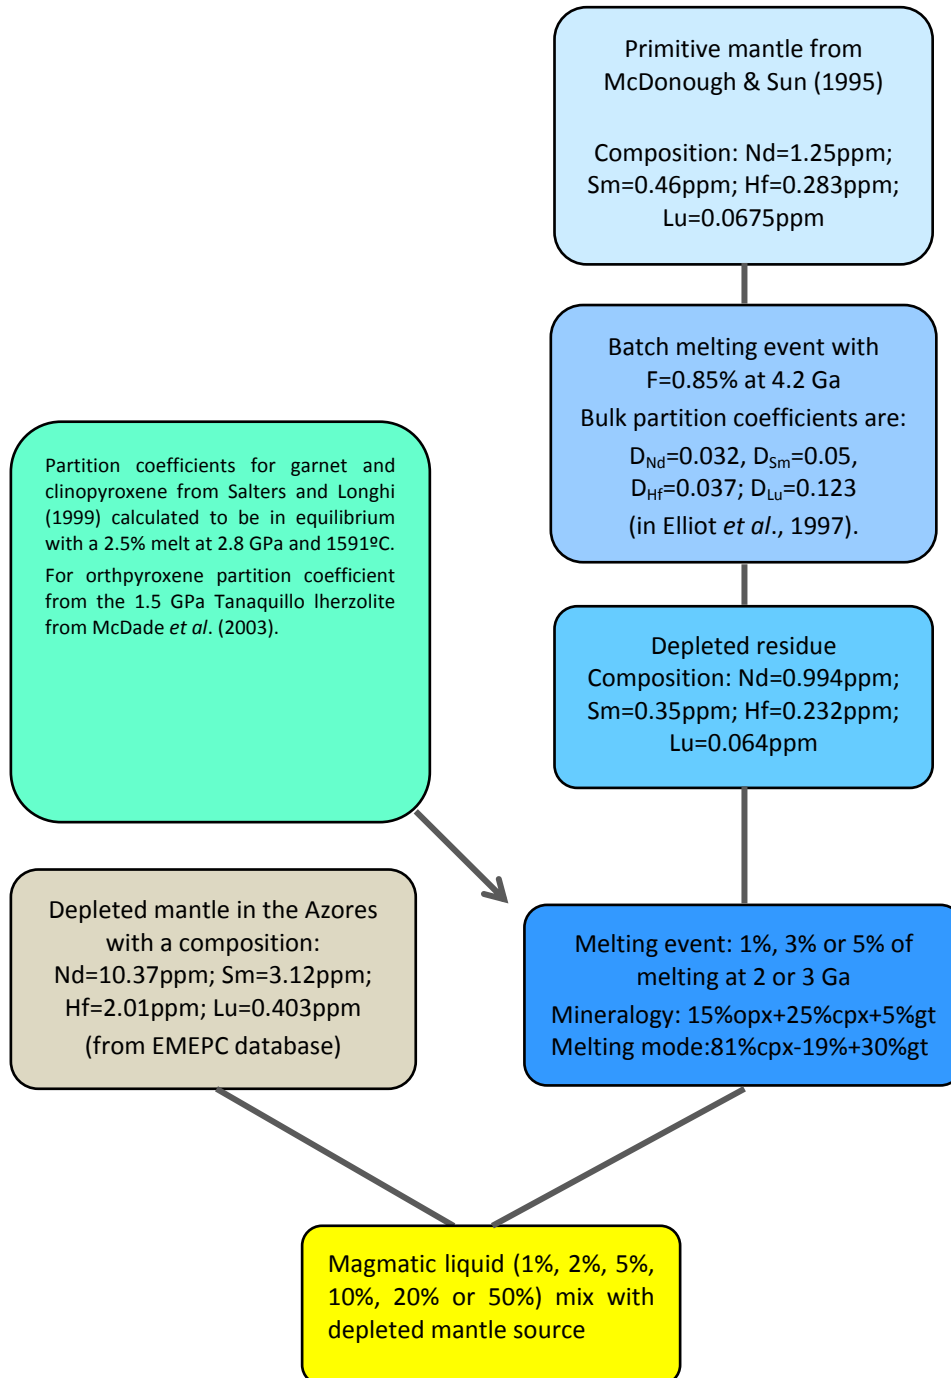 Primitive mantle from
McDonough & Sun (1995)
Composition: Nd=1.25ppm;
Sm=0.46ppm; Hf=0.283ppm;
Lu=0.0675ppm
Batch melting event with
F=0.85% at 4.2 Ga
Bulk partition coefficients are:
DNd=0.032, DSm=0.05,
DHf=0.037; DLu=0.123
(in Elliot et al., 1997).
Partition coefficients for garnet and
clinopyroxene from Salters and Longhi
(1999) calculated to be in equilibrium
with a 2.5% melt at 2.8 GPa and 1591ºC.
For orthpyroxene partition coefficient
from the 1.5 GPa Tanaquillo lherzolite
from McDade et al. (2003).
Depleted residue
Composition: Nd=0.994ppm;
Sm=0.35ppm; Hf=0.232ppm;
Lu=0.064ppm
Depleted mantle in the Azores
with a composition:
Nd=10.37ppm; Sm=3.12ppm;
Hf=2.01ppm; Lu=0.403ppm
(from EMEPC database)
Melting event: 1%, 3% or 5% of
melting at 2 or 3 Ga
Mineralogy: 15%opx+25%cpx+5%gt
Melting mode:81%cpx-19%+30%gt
Magmatic liquid (1%, 2%, 5%,
10%, 20% or 50%) mix with
depleted mantle source